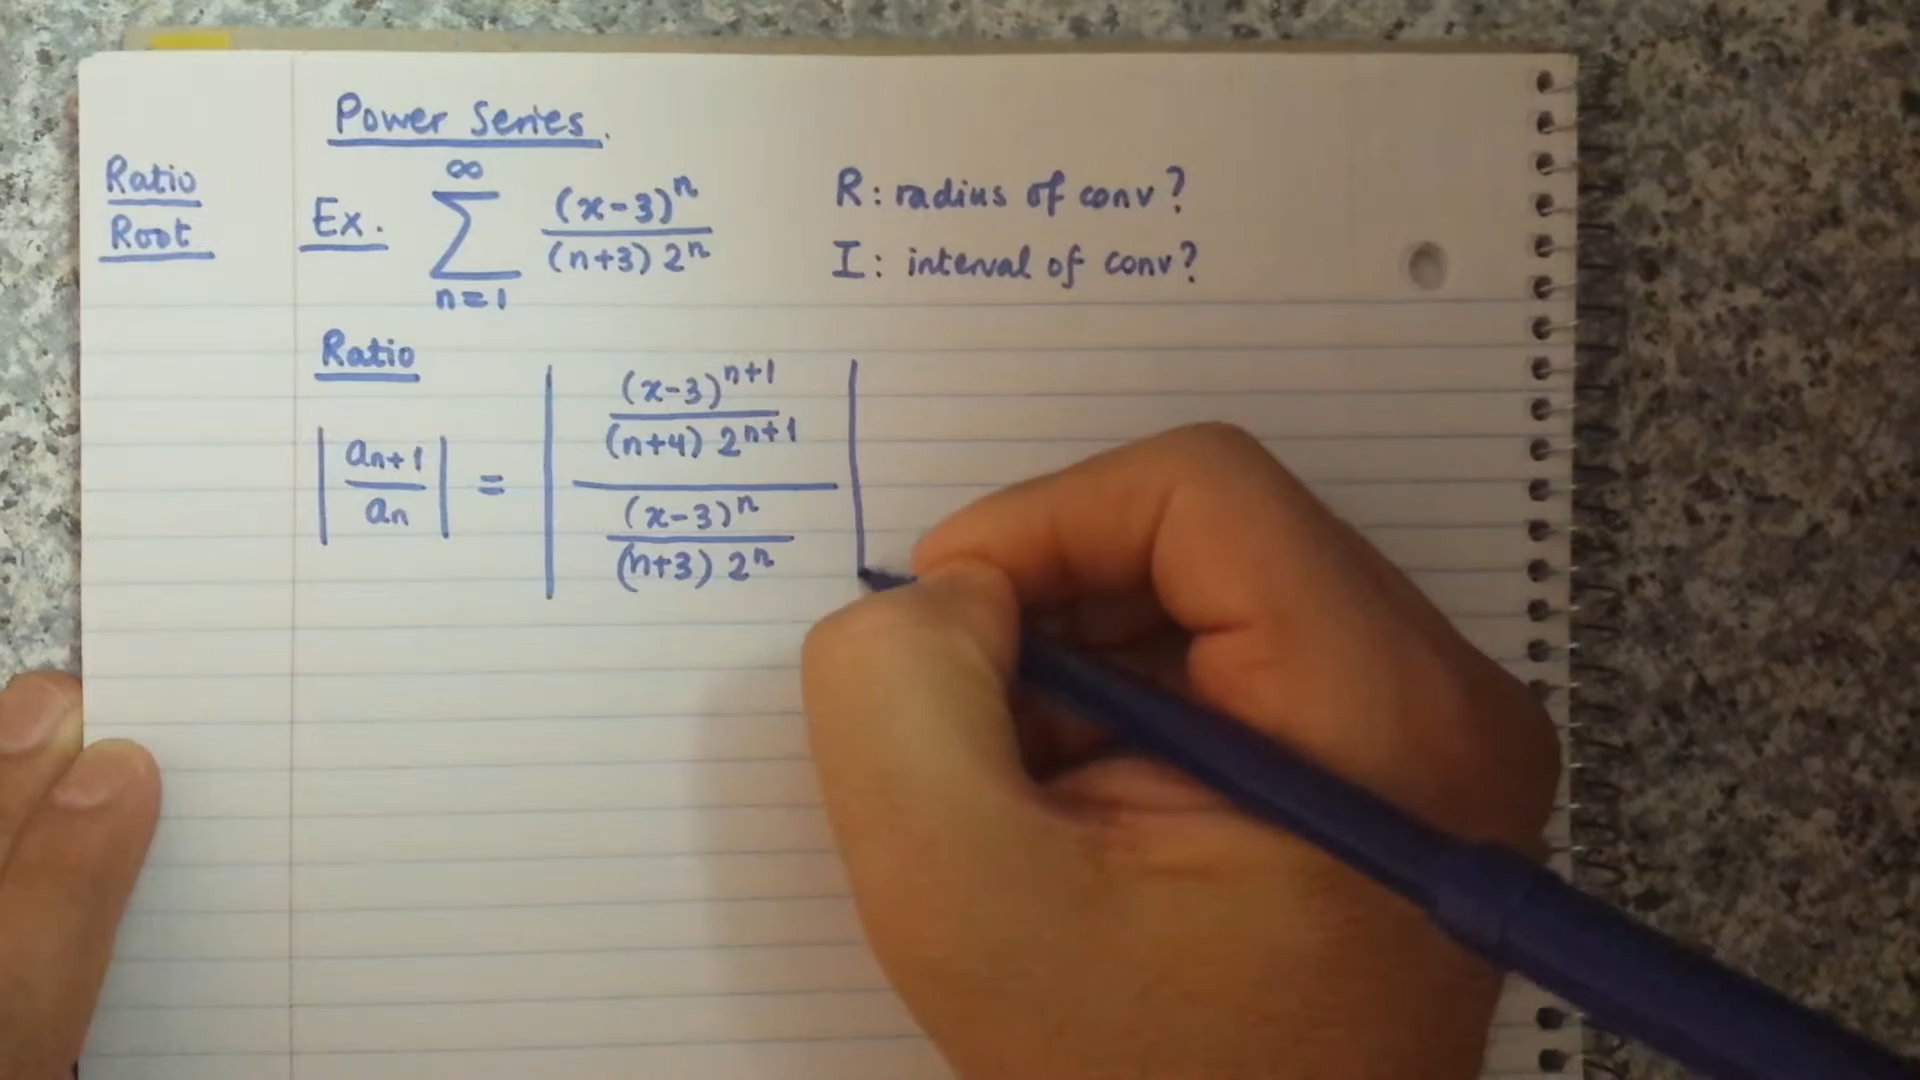 Power Series.
Ratio
Root
Ex. ∑_{n=1}^{∞} (x-3)^n / (n+3) 2^n
R: radius of conv?
I: interval of conv?
Ratio
|a_{n+1} / a_n| = | (x-3)^{n+1} / (n+4) 2^{n+1} / (x-3)^n / (n+3) 2^n |